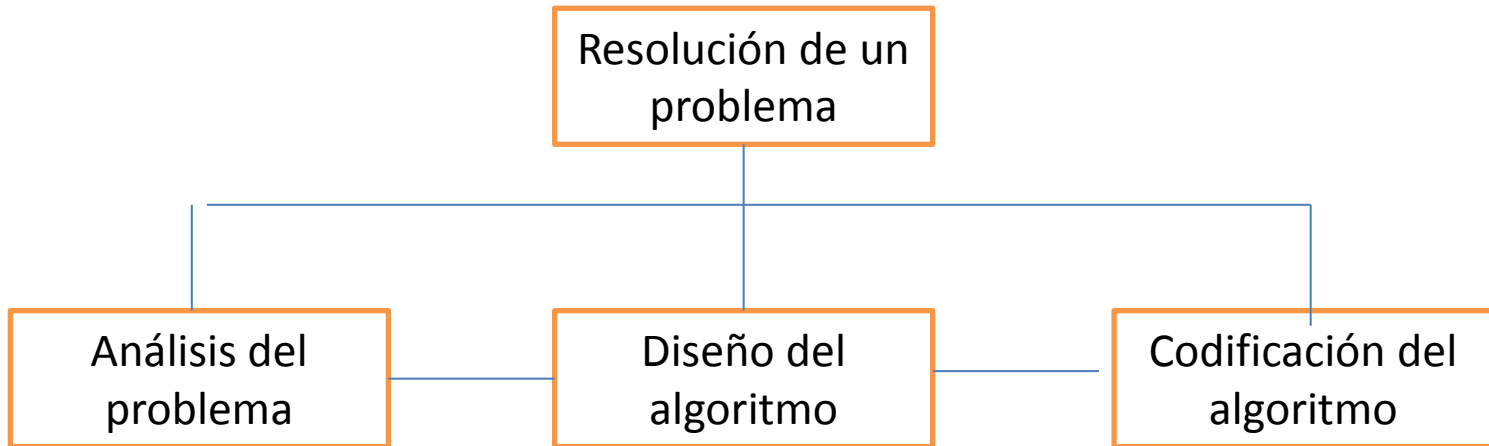 Resolución de un
problema
Análisis del
problema
Diseño del
algoritmo
Codificación del
algoritmo